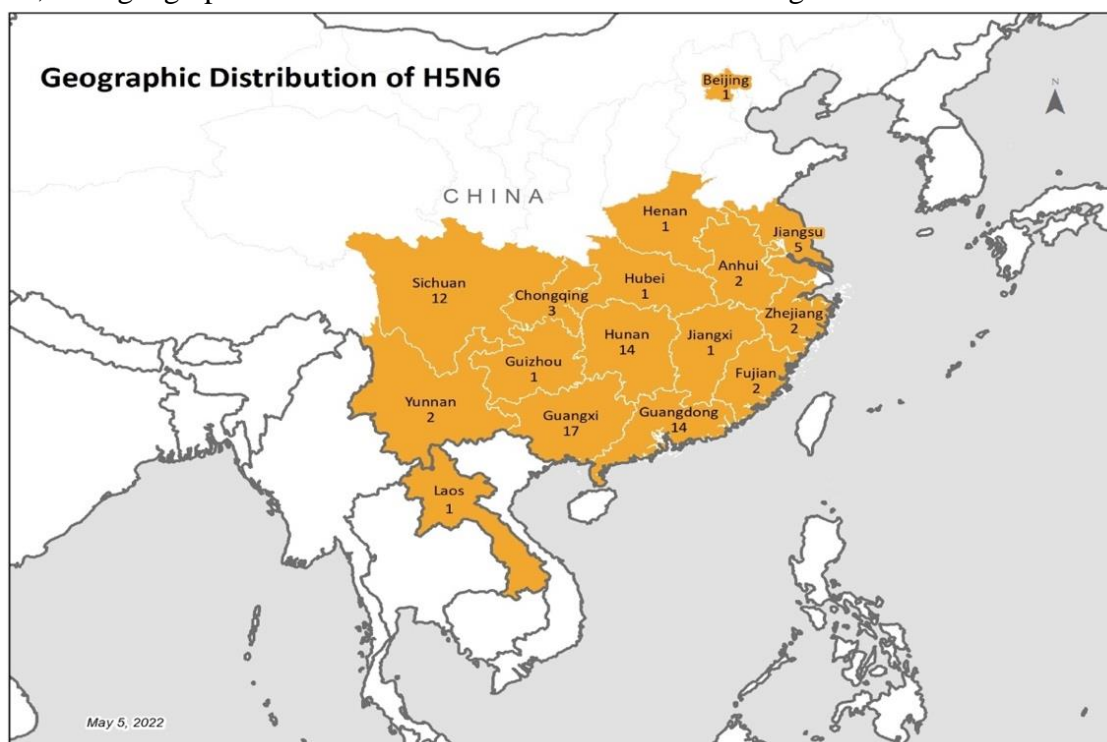 Geographic Distribution of H5N6
Beijing
1
N
CHINA
Henan
1
Jiangsu
5
Anhui
2
Sichuan
12
Hubei
1
Chongqing
3
Zhejiang
2
Hunan
14
Jiangxi
1
Guizhou
1
Fujian
2
Yunnan
2
Guangxi
17
Guangdong
14
Laos
1
May 5, 2022